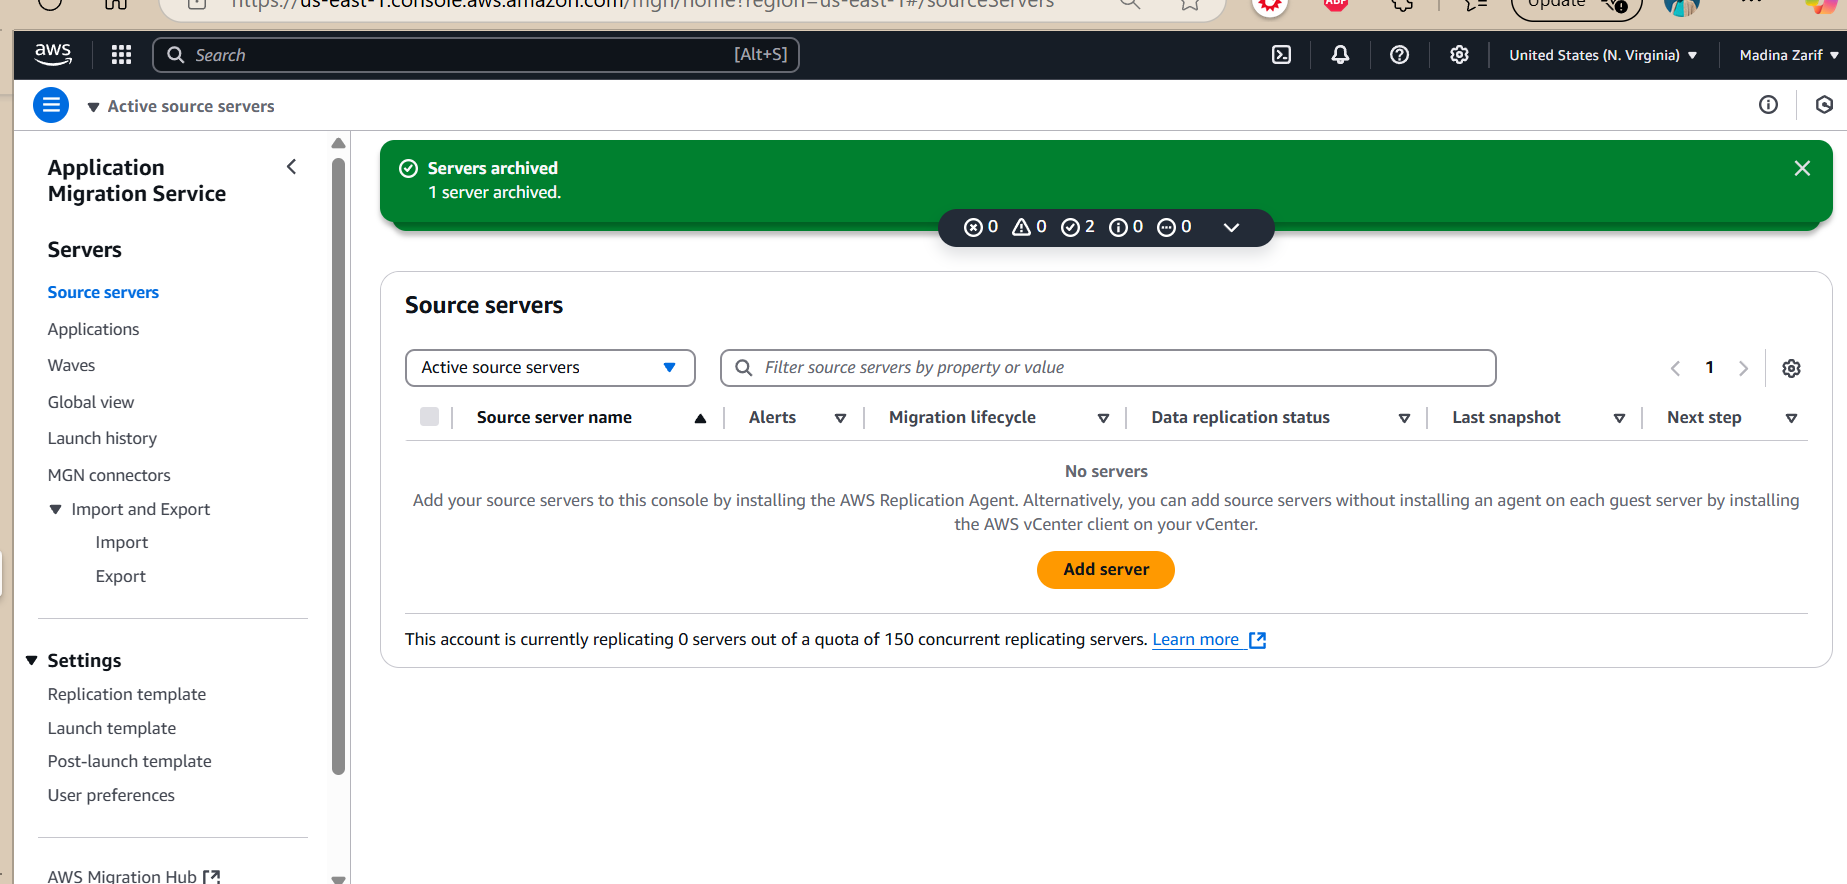 https://us-east-1.console.aws.amazon.com/mgn/home?region=us-east-1#/sourceServers
ABP
Update
aws
Search
[Alt+S]
United States (N. Virginia)
Madina Zarif
Active source servers
Application
Migration Service
Servers
Source servers
Applications
Waves
Global view
Launch history
MGN connectors
Import and Export
Import
Export
Settings
Replication template
Launch template
Post-launch template
User preferences
AWS Migration Hub
Servers archived
1 server archived.
0 0 2 0 0
Source servers
Active source servers
Filter source servers by property or value
1
Source server name Alerts Migration lifecycle Data replication status Last snapshot Next step
No servers
Add your source servers to this console by installing the AWS Replication Agent. Alternatively, you can add source servers without installing an agent on each guest server by installing
the AWS vCenter client on your vCenter.
Add server
This account is currently replicating 0 servers out of a quota of 150 concurrent replicating servers. Learn more